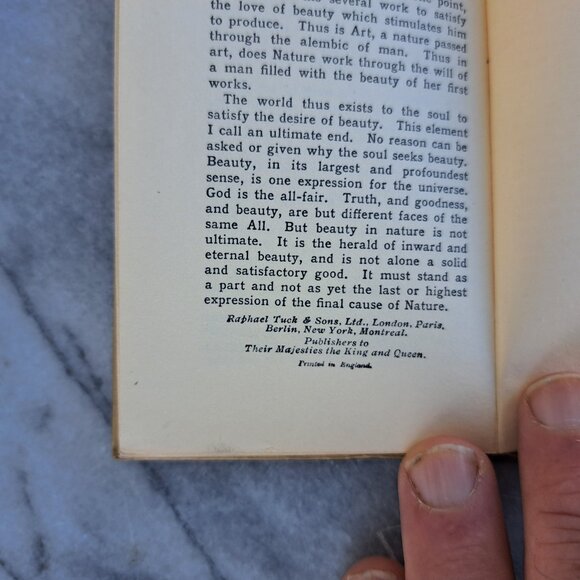 point,
several work to satisfy
the love of beauty which stimulates him
to produce. Thus is Art, a nature passed
through the alembic of man. Thus in
art, does Nature work through the will of
a man filled with the beauty of her first
works.
The world thus exists to the soul to
satisfy the desire of beauty. This element
I call an ultimate end. No reason can be
asked or given why the soul seeks beauty.
Beauty, in its largest and profoundest
sense, is one expression for the universe.
God is the all-fair. Truth, and goodness,
and beauty, are but different faces of the
same All. But beauty in nature is not
ultimate. It is the herald of inward and
eternal beauty, and is not alone a solid
and satisfactory good. It must stand as
a part and not as yet the last or highest
expression of the final cause of Nature.
Raphael Tuck & Sons, Ltd., London, Paris,
Berlin, New York, Montreal.
Publishers to
Their Majesties the King and Queen.
Printed in England.